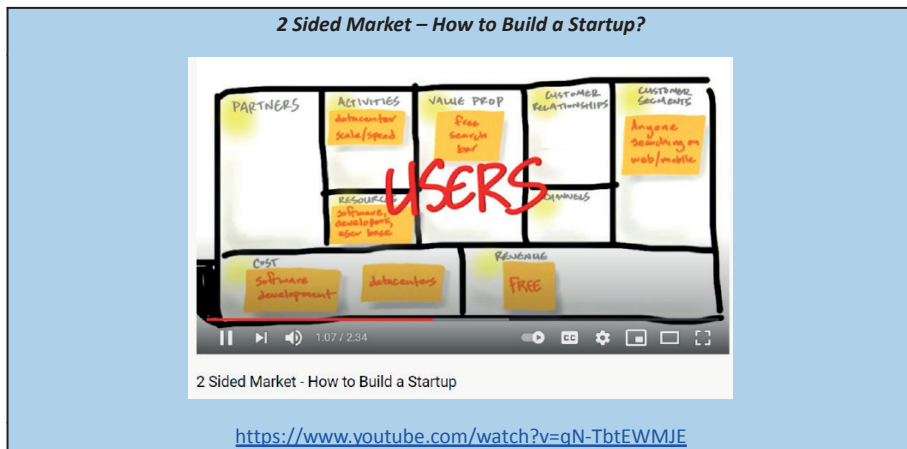 2 Sided Market – How to Build a Startup?
PARTNERS
ACTIVITIES
datacenter
scale/speed
VALUE PROP
free
search
bar
CUSTOMER
RELATIONSHIPS
CUSTOMER
SEGMENTS
Anyone
searching on
web/mobile
USERS
RESOURCES
software,
developers,
user base
CHANNELS
COST
software
development
datacenters
REVENUE
FREE
1:07 / 2:34
CC
2 Sided Market - How to Build a Startup
https://www.youtube.com/watch?v=qN-TbtEWMJE